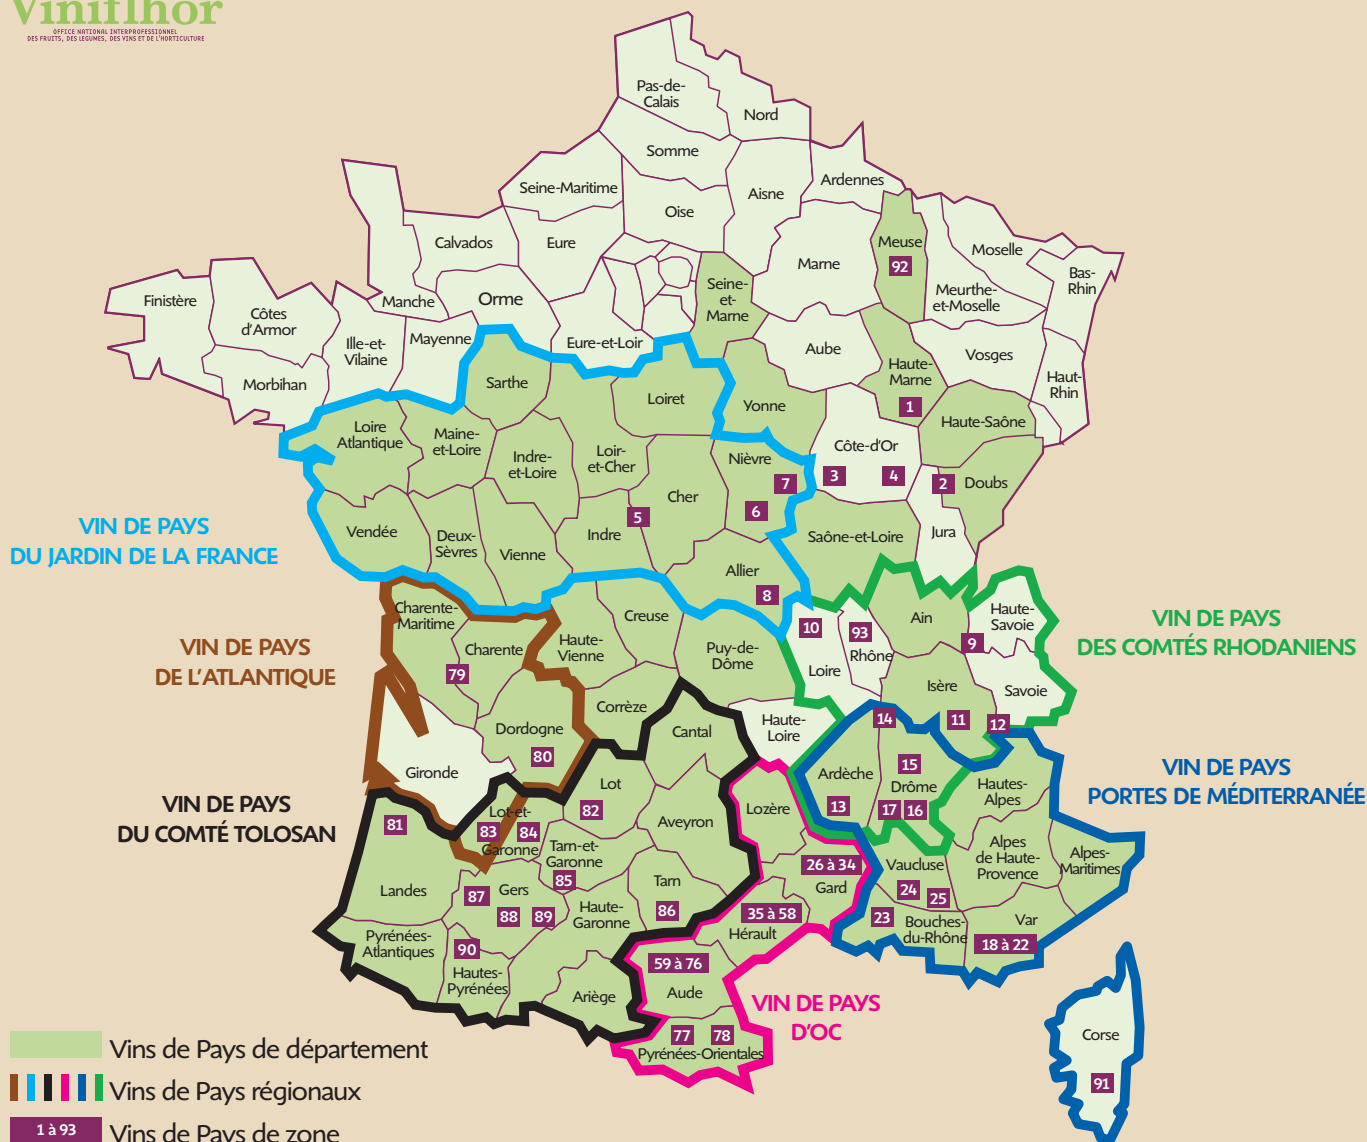 Viniflhor
OFFICE NATIONAL INTERPROFESSIONNEL
DES FRUITS, DES LEGUMES, DES VINS ET DE L'HORTICULTURE
Pas-de-
Calais
Nord
Somme
Seine-Maritime
Oise
Aisne
Ardennes
Calvados
Eure
Marne
Meuse
92
Moselle
Bas-
Rhin
Meurthe-
et-Moselle
Finistère
Côtes
d'Armor
Manche
Orme
Seine-
et-
Marne
Ille-et-
Vilaine
Mayenne
Eure-et-Loir
Aube
Vosges
Haute-
Marne
1
Haut-
Rhin
Morbihan
Sarthe
Loiret
Yonne
Haute-Saône
Loire
Atlantique
Maine-
et-Loire
Indre-
et-Loire
Loir-
et-Cher
Nièvre
7
6
Côte-d'Or
3
4
2
Doubs
Cher
5
Indre
Vendée
Deux-
Sèvres
Vienne
Saône-et-Loire
Jura
VIN DE PAYS
DU JARDIN DE LA FRANCE
Allier
8
Charente-
Maritime
Creuse
Haute-
Vienne
Charente
79
Puy-de-
Dôme
10
93
Loire
Rhône
Ain
9
Haute-
Savoie
Savoie
VIN DE PAYS
DES COMTÉS RHODANIENS
VIN DE PAYS
DE L'ATLANTIQUE
Isère
14
11
12
Corrèze
Dordogne
80
Cantal
Haute-
Loire
Gironde
Ardèche
13
15
Drôme
17
16
Hautes-
Alpes
VIN DE PAYS
PORTES DE MÉDITERRANÉE
VIN DE PAYS
DU COMTÉ TOLOSAN
81
Lot
82
Lot-et-
83
84
Garonne
Aveyron
Lozère
Tarn-et-
Garonne
85
26 à 34
Gard
Vaucluse
24
25
Alpes
de Haute-
Provence
Alpes-
Maritimes
Landes
87
Gers
88
89
Tarn
86
Haute-
Garonne
35 à 58
Hérault
23
Bouches-
du-Rhône
Var
18 à 22
Pyrénées-
Atlantiques
90
Hautes-
Pyrénées
Ariège
59 à 76
Aude
VIN DE PAYS
D'OC
77
78
Pyrénées-Orientales
Corse
91
Vins de Pays de département
Vins de Pays régionaux
1 à 93
Vins de Pays de zone